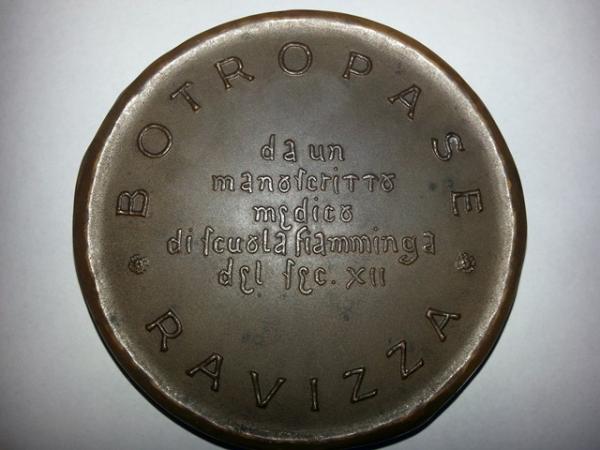 BOTROPASE
da un
manoscritto
medico
di scuola fiamminga
del sec. XII
RAVIZZA